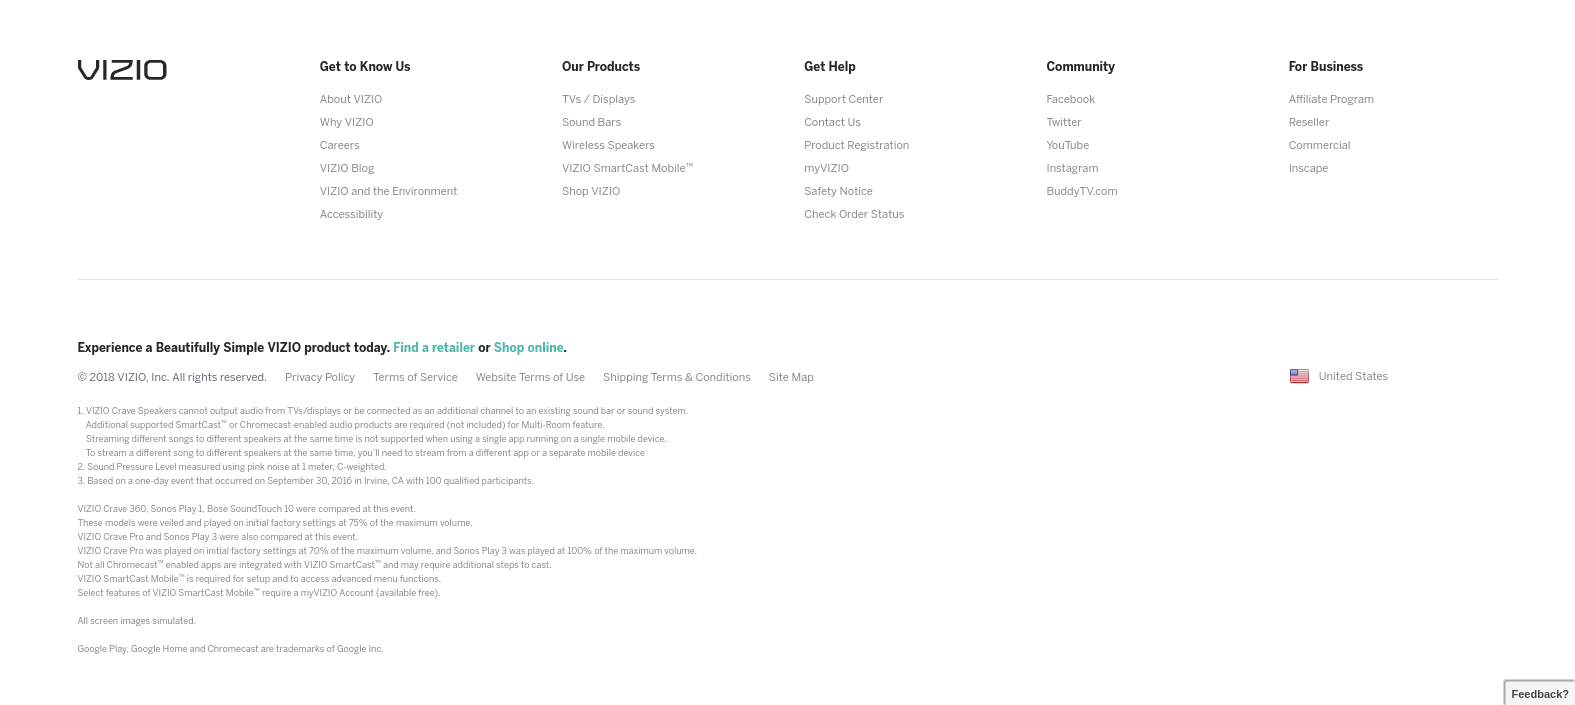 VIZIO
Get to Know Us
About VIZIO
Why VIZIO
Careers
VIZIO Blog
VIZIO and the Environment
Accessibility
Our Products
TVs / Displays
Sound Bars
Wireless Speakers
VIZIO SmartCast Mobile™
Shop VIZIO
Get Help
Support Center
Contact Us
Product Registration
myVIZIO
Safety Notice
Check Order Status
Community
Facebook
Twitter
YouTube
Instagram
BuddyTV.com
For Business
Affiliate Program
Reseller
Commercial
Inscape
Experience a Beautifully Simple VIZIO product today. Find a retailer or Shop online.
© 2018 VIZIO, Inc. All rights reserved. Privacy Policy Terms of Service Website Terms of Use Shipping Terms & Conditions Site Map
United States
1. VIZIO Crave Speakers cannot output audio from TVs/displays or be connected as an additional channel to an existing sound bar or sound system.
Additional supported SmartCast™ or Chromecast-enabled audio products are required (not included) for Multi-Room feature.
Streaming different songs to different speakers at the same time is not supported when using a single app running on a single mobile device.
To stream a different song to different speakers at the same time, you'll need to stream from a different app or a separate mobile device
2. Sound Pressure Level measured using pink noise at 1 meter, C-weighted.
3. Based on a one-day event that occurred on September 30, 2016 in Irvine, CA with 100 qualified participants.
VIZIO Crave 360, Sonos Play 1, Bose SoundTouch 10 were compared at this event.
These models were veiled and played on initial factory settings at 75% of the maximum volume.
VIZIO Crave Pro and Sonos Play 3 were also compared at this event.
VIZIO Crave Pro was played on initial factory settings at 70% of the maximum volume, and Sonos Play 3 was played at 100% of the maximum volume.
Not all Chromecast™ enabled apps are integrated with VIZIO SmartCast™ and may require additional steps to cast.
VIZIO SmartCast Mobile™ is required for setup and to access advanced menu functions.
Select features of VIZIO SmartCast Mobile™ require a myVIZIO Account (available free).
All screen images simulated.
Google Play, Google Home and Chromecast are trademarks of Google Inc.
Feedback?